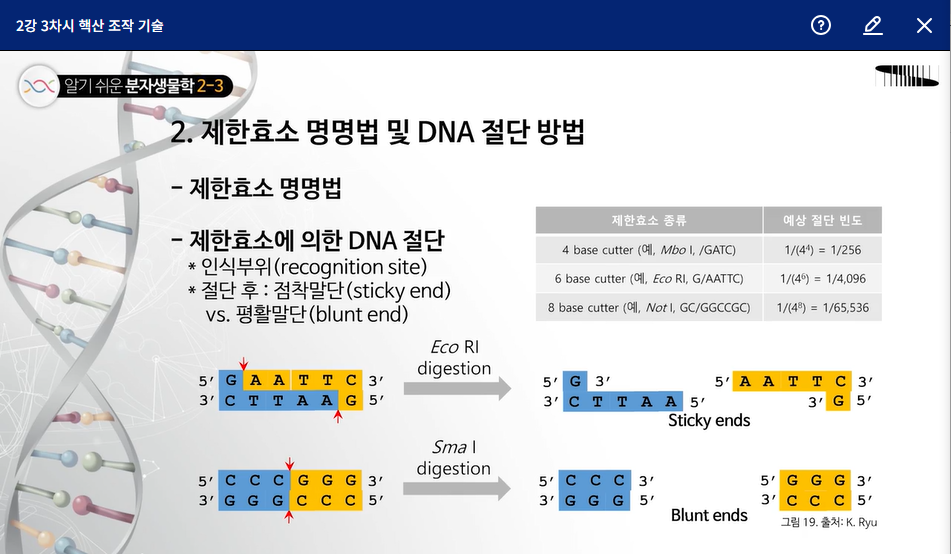 2강 3차시 핵산 조작 기술
알기 쉬운 분자생물학 2-3
2. 제한효소 명명법 및 DNA 절단 방법
- 제한효소 명명법
- 제한효소에 의한 DNA 절단
* 인식부위(recognition site)
* 절단 후 : 점착말단(sticky end)
vs. 평활말단(blunt end)
제한효소 종류 예상 절단 빈도
4 base cutter (예, Mbo I, /GATC) 1/(4⁴) = 1/256
6 base cutter (예, Eco RI, G/AATTC) 1/(4⁶) = 1/4,096
8 base cutter (예, Not I, GC/GGCCGC) 1/(4⁸) = 1/65,536
Eco RI
digestion
5′ G A A T T C 3′
3′ C T T A A G 5′
5′ G 3′
3′ C T T A A 5′
5′ A A T T C 3′
3′ G 5′
Sticky ends
Sma I
digestion
5′ C C C G G G 3′
3′ G G G C C C 5′
5′ C C C 3′
3′ G G G 5′
5′ G G G 3′
3′ C C C 5′
Blunt ends
그림 19. 출처: K. Ryu